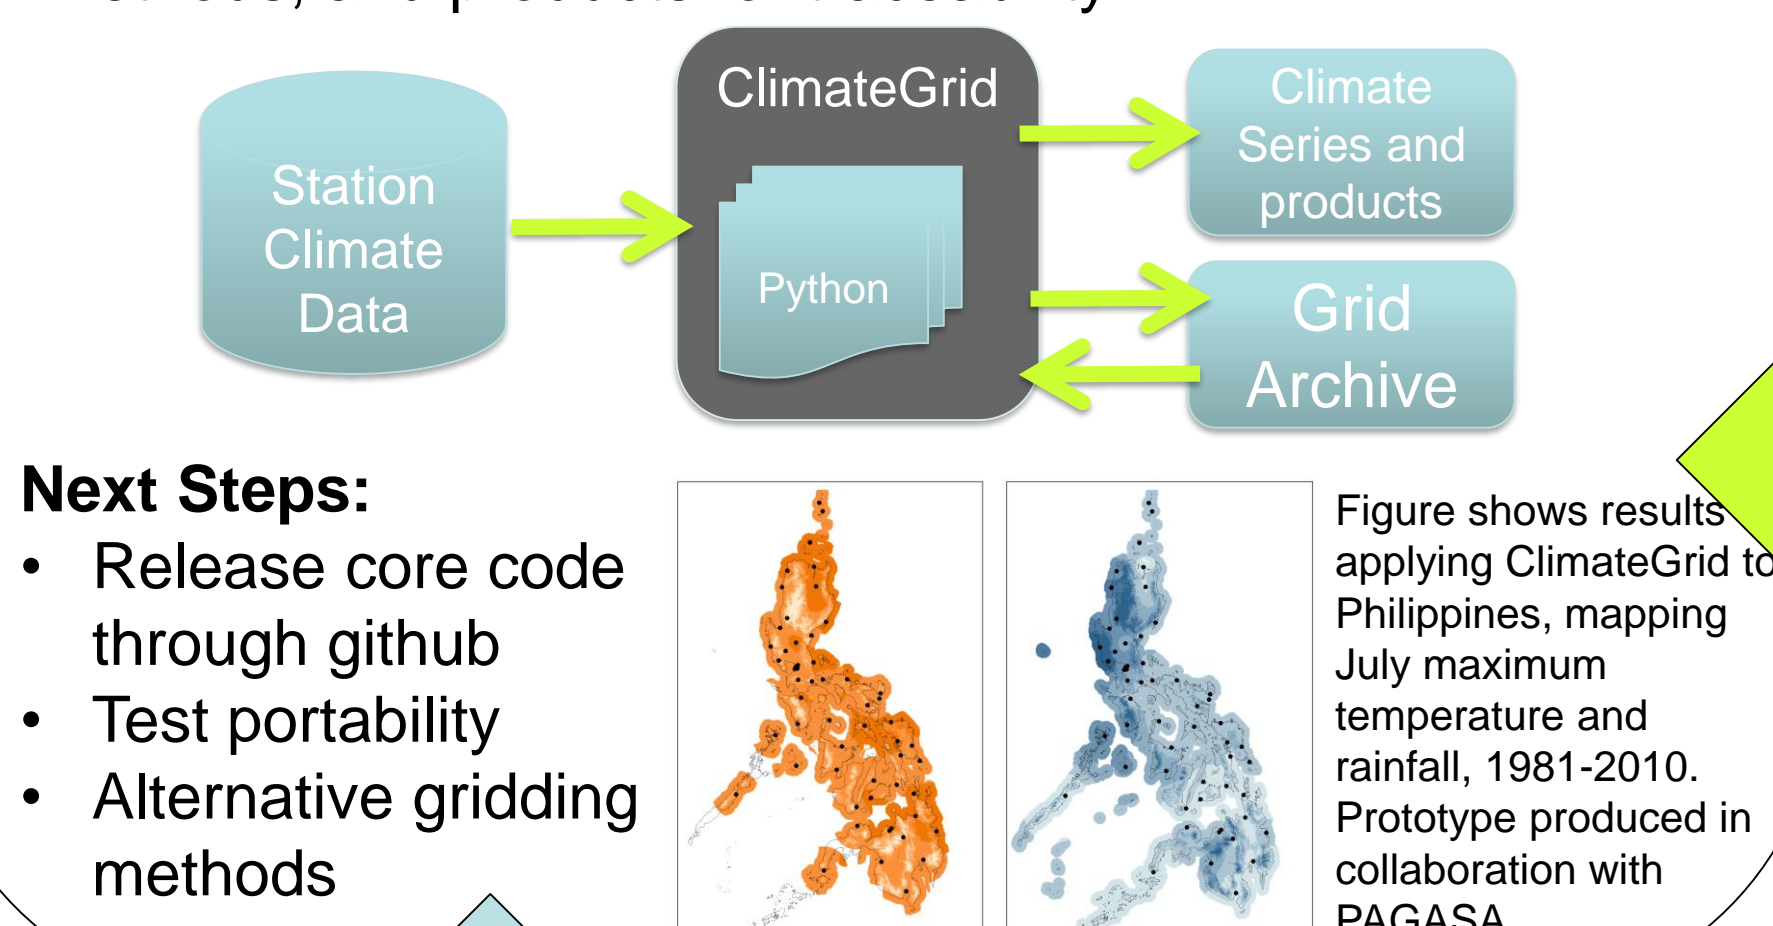 and products
ClimateGrid
Python
Station
Climate
Data
Climate
Series and
products
Grid
Archive
Next Steps:
• Release core code
through github
• Test portability
• Alternative gridding
methods
Figure shows results
applying ClimateGrid to
Philippines, mapping
July maximum
temperature and
rainfall, 1981-2010.
Prototype produced in
collaboration with
PAGASA